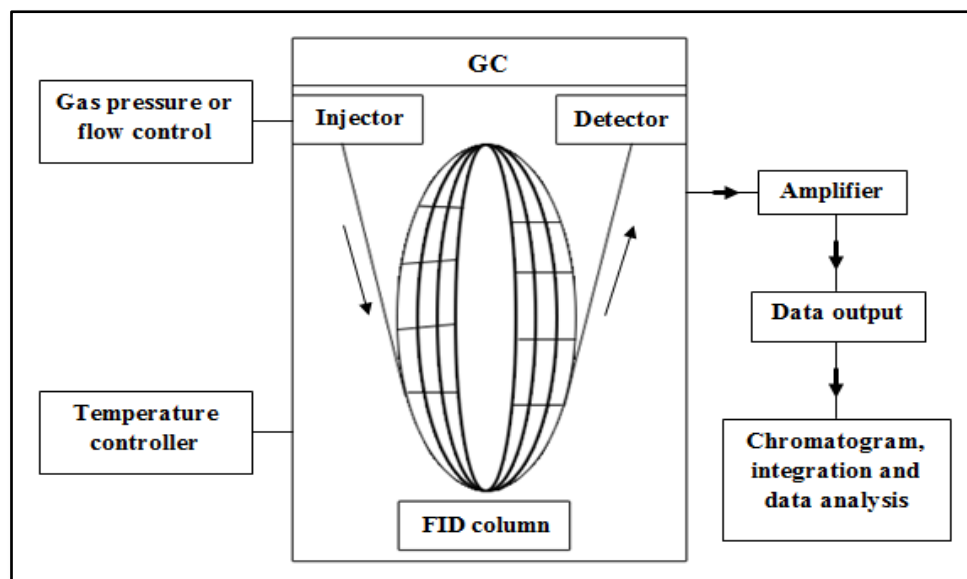 GC
Gas pressure or
flow control
Injector
Detector
Amplifier
Data output
Temperature
controller
Chromatogram,
integration and
data analysis
FID column